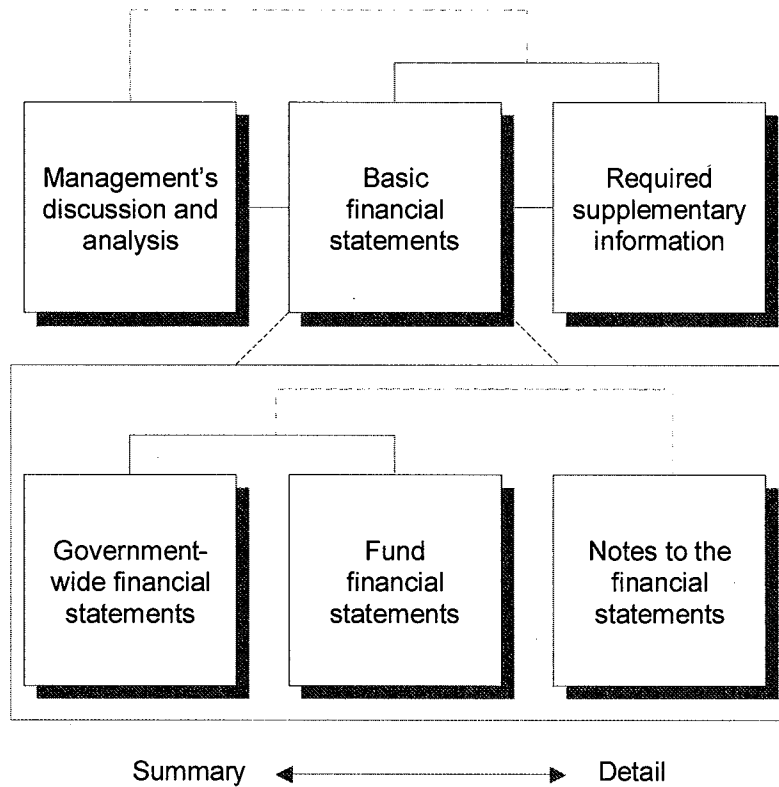 Management's
discussion and
analysis
Basic
financial
statements
Required
supplementary
information
Government-
wide financial
statements
Fund
financial
statements
Notes to the
financial
statements
Summary
Detail